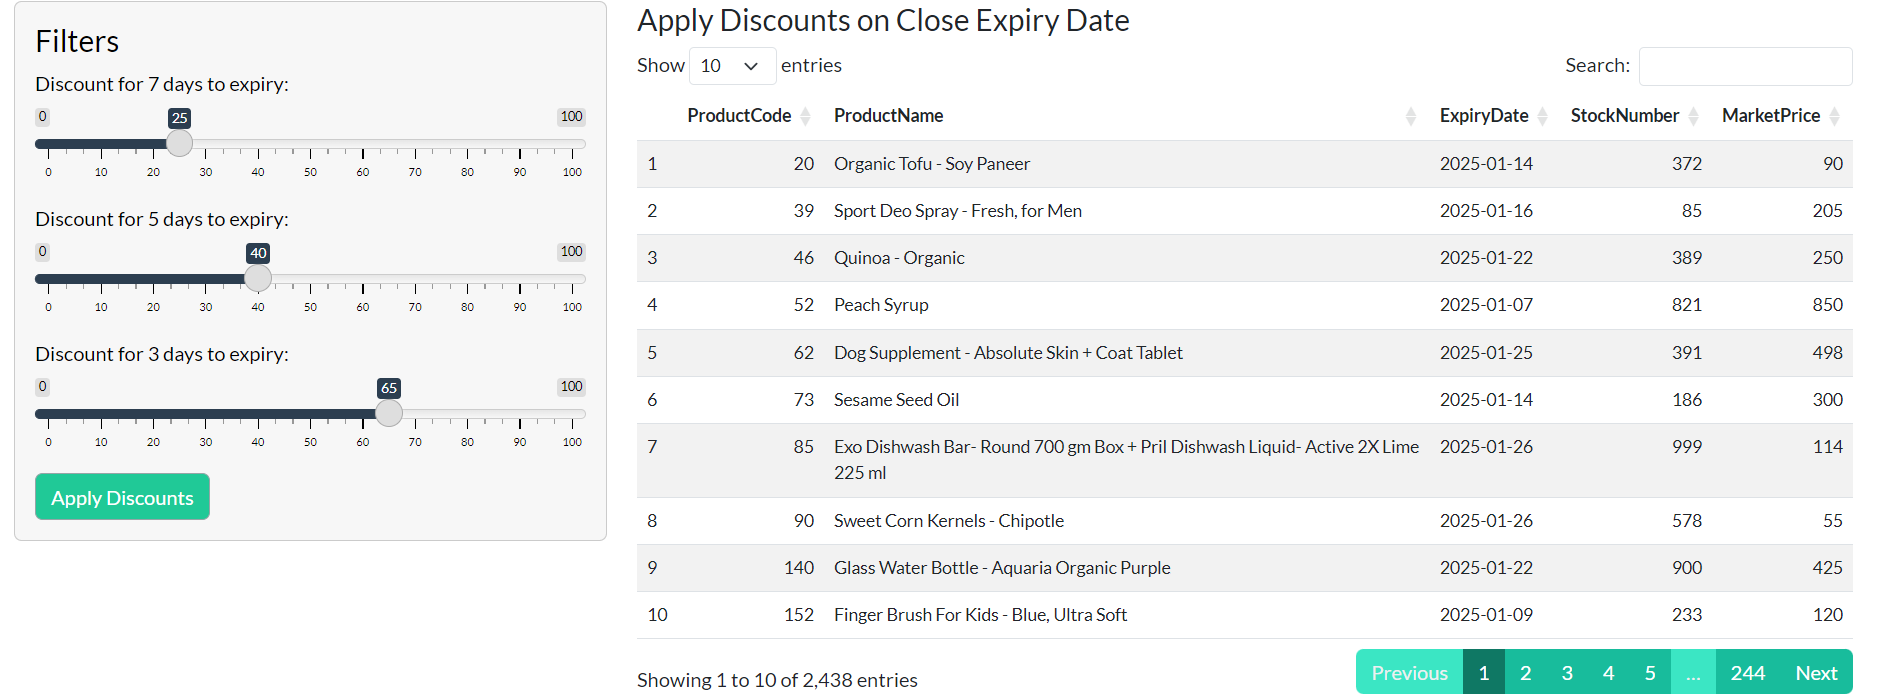 Filters
Discount for 7 days to expiry:
0 25 100
0 10 20 30 40 50 60 70 80 90 100
Discount for 5 days to expiry:
0 40 100
0 10 20 30 40 50 60 70 80 90 100
Discount for 3 days to expiry:
0 65 100
0 10 20 30 40 50 60 70 80 90 100
Apply Discounts
Apply Discounts on Close Expiry Date
Show 10 entries Search:
ProductCode ProductName ExpiryDate StockNumber MarketPrice
1 20 Organic Tofu - Soy Paneer 2025-01-14 372 90
2 39 Sport Deo Spray - Fresh, for Men 2025-01-16 85 205
3 46 Quinoa - Organic 2025-01-22 389 250
4 52 Peach Syrup 2025-01-07 821 850
5 62 Dog Supplement - Absolute Skin + Coat Tablet 2025-01-25 391 498
6 73 Sesame Seed Oil 2025-01-14 186 300
7 85 Exo Dishwash Bar- Round 700 gm Box + Pril Dishwash Liquid- Active 2X Lime 2025-01-26 999 114
225 ml
8 90 Sweet Corn Kernels - Chipotle 2025-01-26 578 55
9 140 Glass Water Bottle - Aquaria Organic Purple 2025-01-22 900 425
10 152 Finger Brush For Kids - Blue, Ultra Soft 2025-01-09 233 120
Showing 1 to 10 of 2,438 entries
Previous 1 2 3 4 5 ... 244 Next